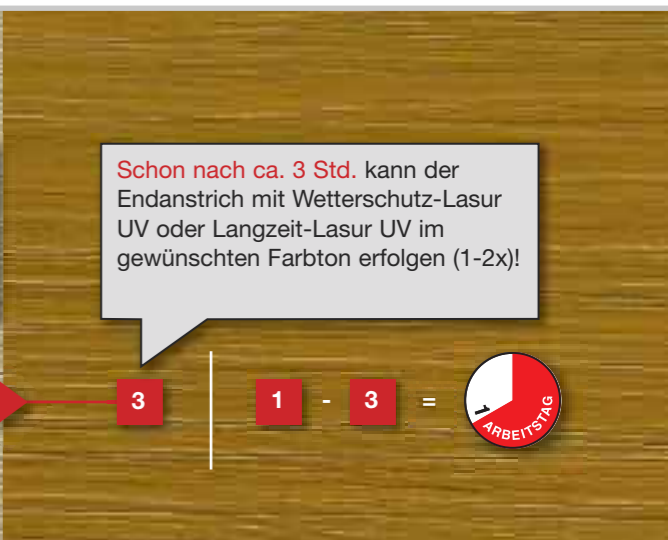 Schon nach ca. 3 Std. kann der
Endanstrich mit Wetterschutz-Lasur
UV oder Langzeit-Lasur UV im
gewünschten Farbton erfolgen (1-2x)!
3
1 - 3 = 1 ARBEITSTAG